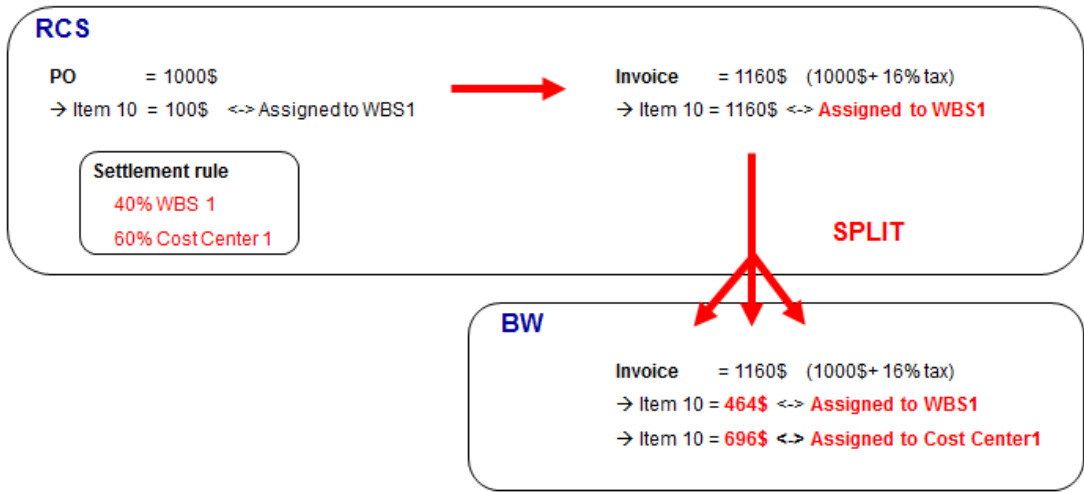 RCS
PO = 1000$
→ Item 10 = 100$ <-> Assigned to WBS1
Settlement rule
40% WBS 1
60% Cost Center 1
Invoice = 1160$ (1000$+ 16% tax)
→ Item 10 = 1160$ <-> Assigned to WBS1
SPLIT
BW
Invoice = 1160$ (1000$+ 16% tax)
→ Item 10 = 464$ <-> Assigned to WBS1
→ Item 10 = 696$ <-> Assigned to Cost Center1